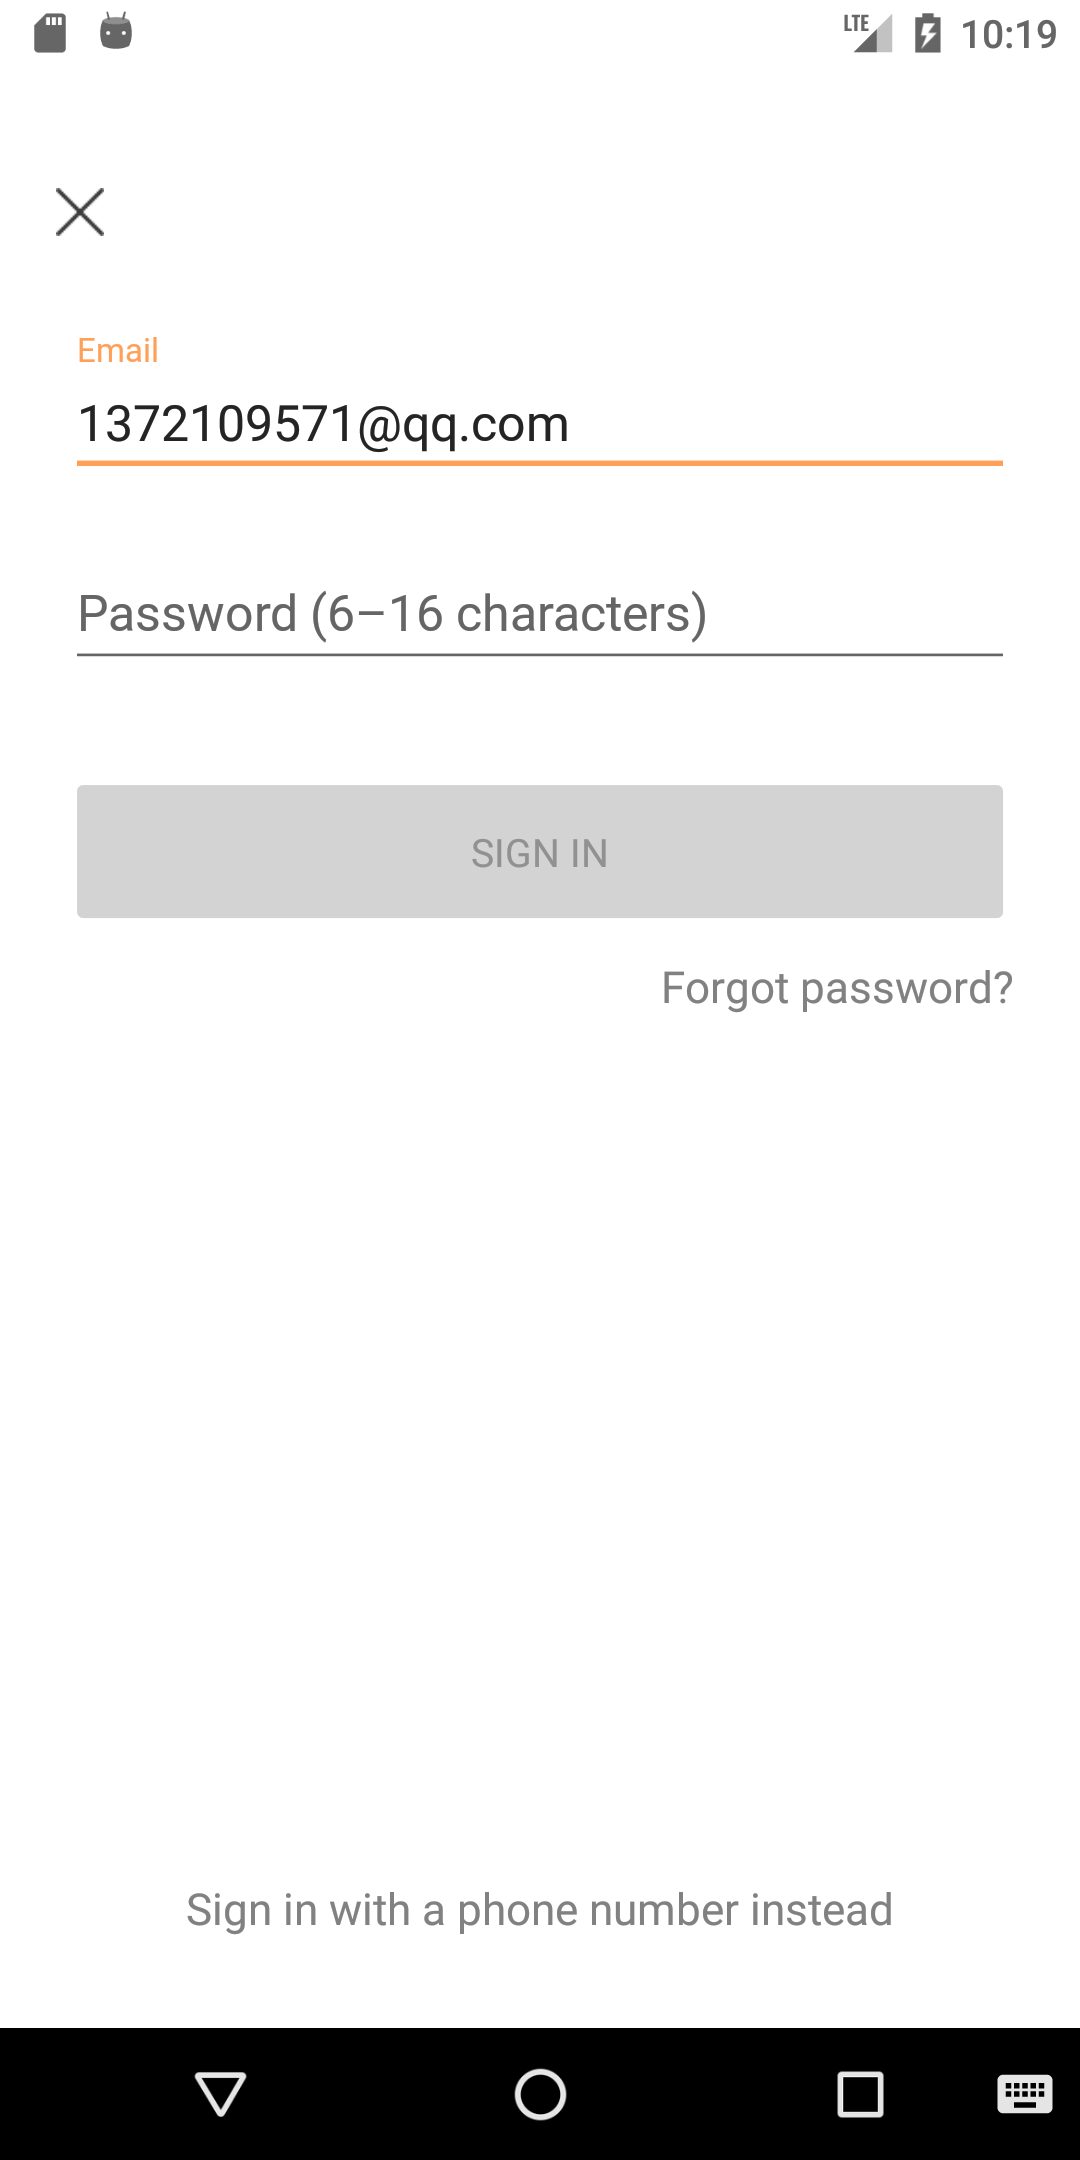 LTE 10:19
Email
1372109571@qq.com
Password (6–16 characters)
SIGN IN
Forgot password?
Sign in with a phone number instead